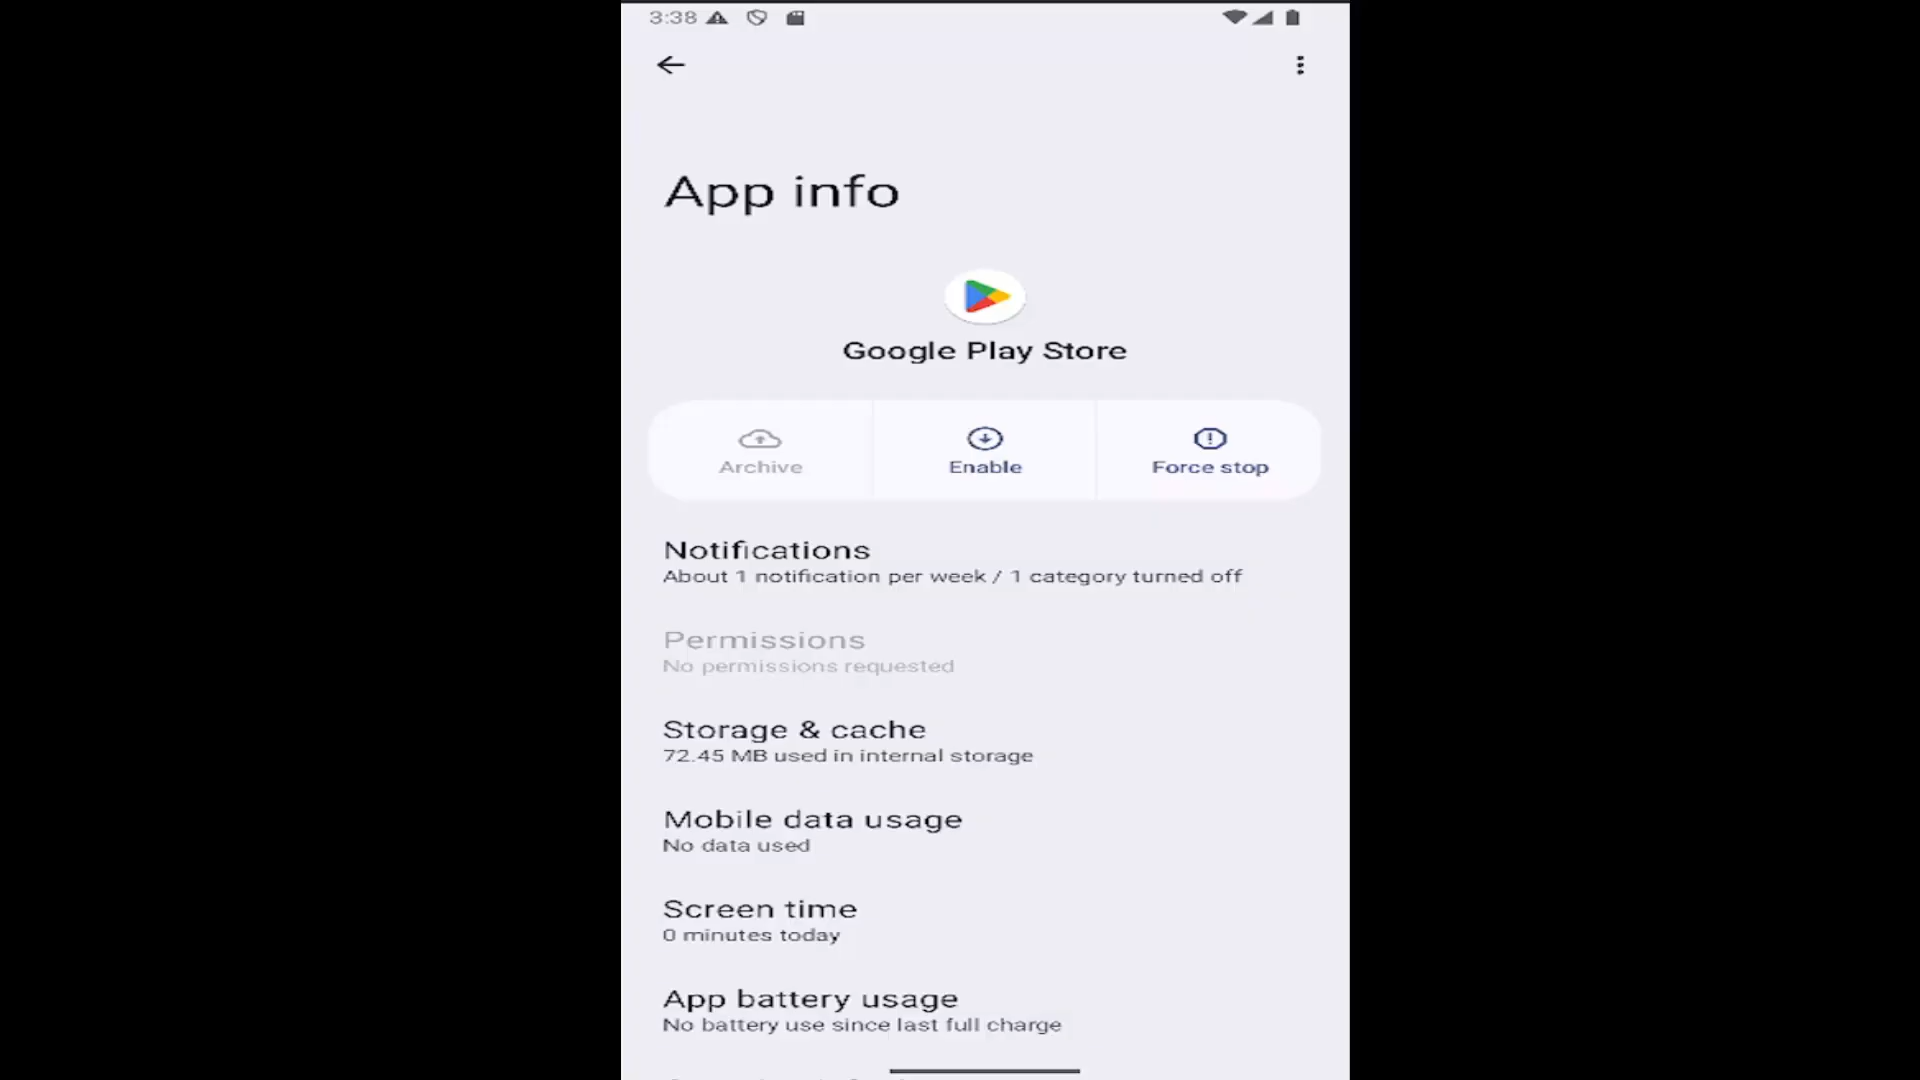 3:38
App info
Google Play Store
Archive
Enable
Force stop
Notifications
About 1 notification per week / 1 category turned off
Permissions
No permissions requested
Storage & cache
72.45 MB used in internal storage
Mobile data usage
No data used
Screen time
0 minutes today
App battery usage
No battery use since last full charge